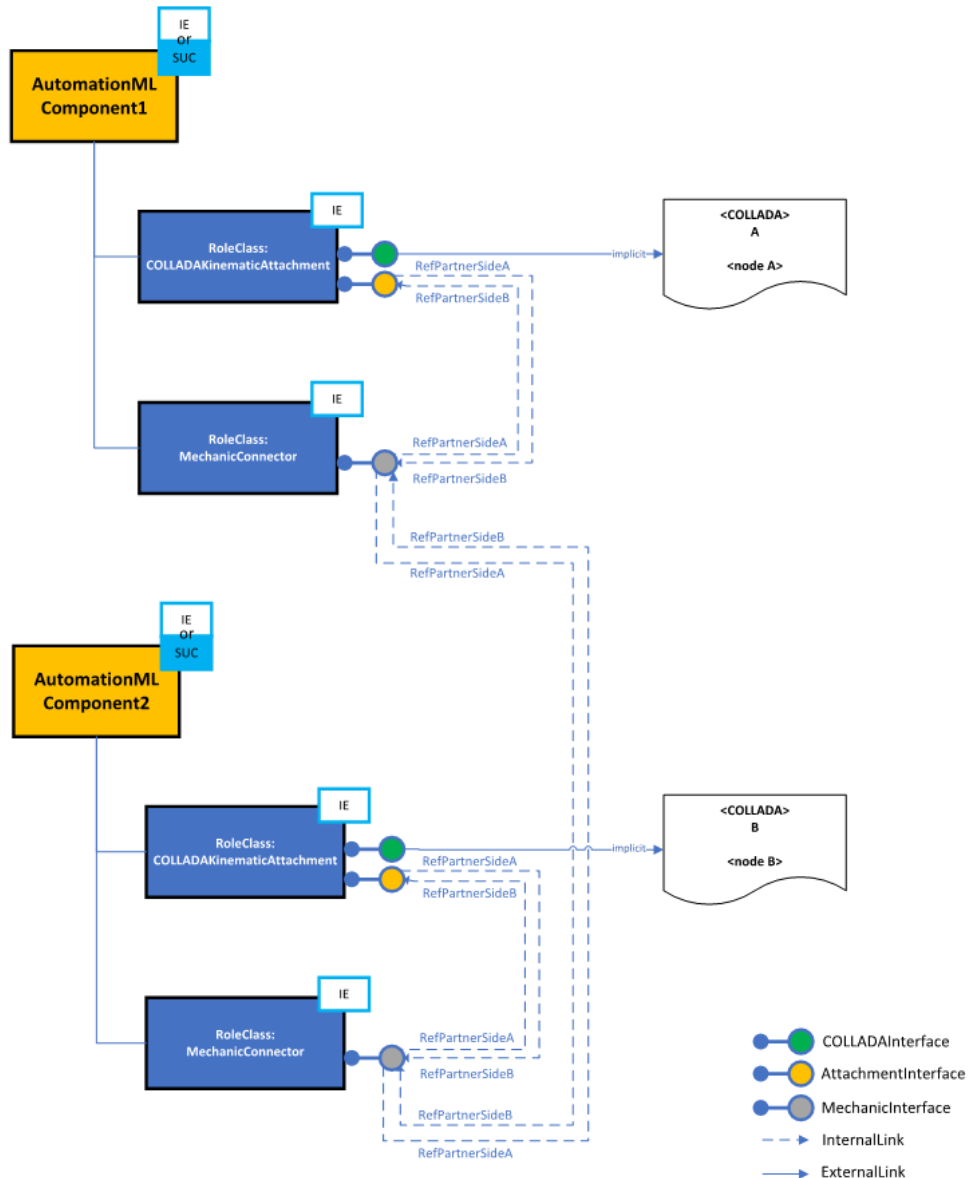 IE
or
SUC
AutomationML
Component1
IE
RoleClass:
COLLADAKinematicAttachment
RefPartnerSideA
RefPartnerSideB
implicit
<COLLADA>
A
<node A>
IE
RoleClass:
MechanicConnector
RefPartnerSideA
RefPartnerSideB
RefPartnerSideB
RefPartnerSideA
IE
or
SUC
AutomationML
Component2
IE
RoleClass:
COLLADAKinematicAttachment
RefPartnerSideA
RefPartnerSideB
implicit
<COLLADA>
B
<node B>
IE
RoleClass:
MechanicConnector
RefPartnerSideA
RefPartnerSideB
RefPartnerSideB
RefPartnerSideA
COLLADAInterface
AttachmentInterface
MechanicInterface
InternalLink
ExternalLink